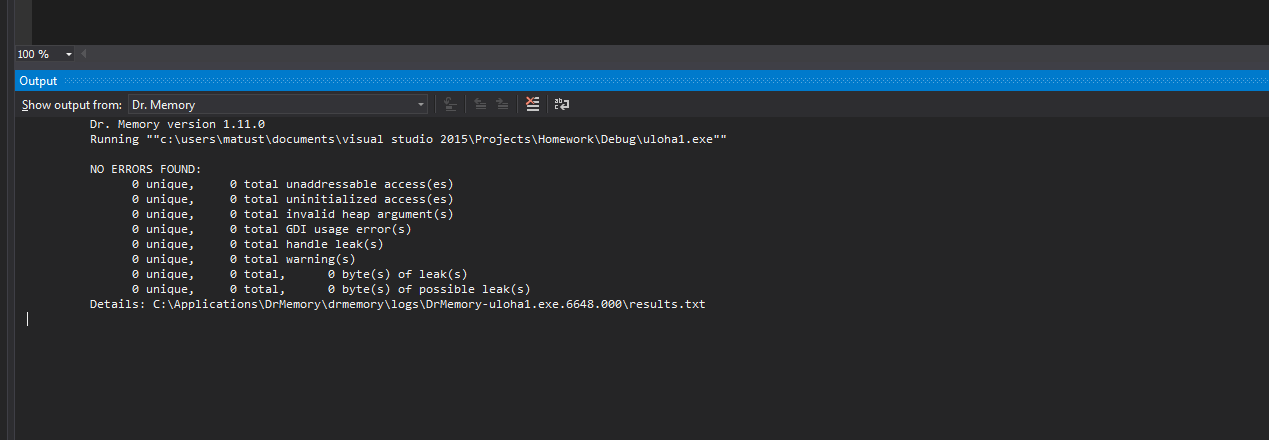 100 %
Output
Show output from: Dr. Memory
Dr. Memory version 1.11.0
Running ""c:\users\matust\documents\visual studio 2015\Projects\Homework\Debug\uloha1.exe""
NO ERRORS FOUND:
0 unique, 0 total unaddressable access(es)
0 unique, 0 total uninitialized access(es)
0 unique, 0 total invalid heap argument(s)
0 unique, 0 total GDI usage error(s)
0 unique, 0 total handle leak(s)
0 unique, 0 total warning(s)
0 unique, 0 total, 0 byte(s) of leak(s)
0 unique, 0 total, 0 byte(s) of possible leak(s)
Details: C:\Applications\DrMemory\drmemory\logs\DrMemory-uloha1.exe.6648.000\results.txt